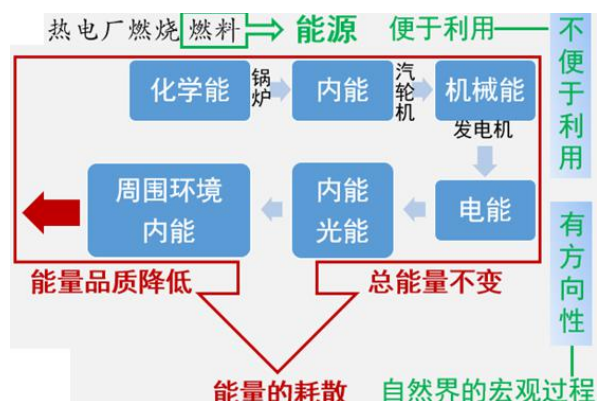 热电厂燃烧燃料 能源 便于利用
不便于利用
化学能
锅炉
内能
汽轮机
机械能
发电机
电能
内能
光能
周围环境
内能
有方向性
能量品质降低
总能量不变
能量的耗散
自然界的宏观过程